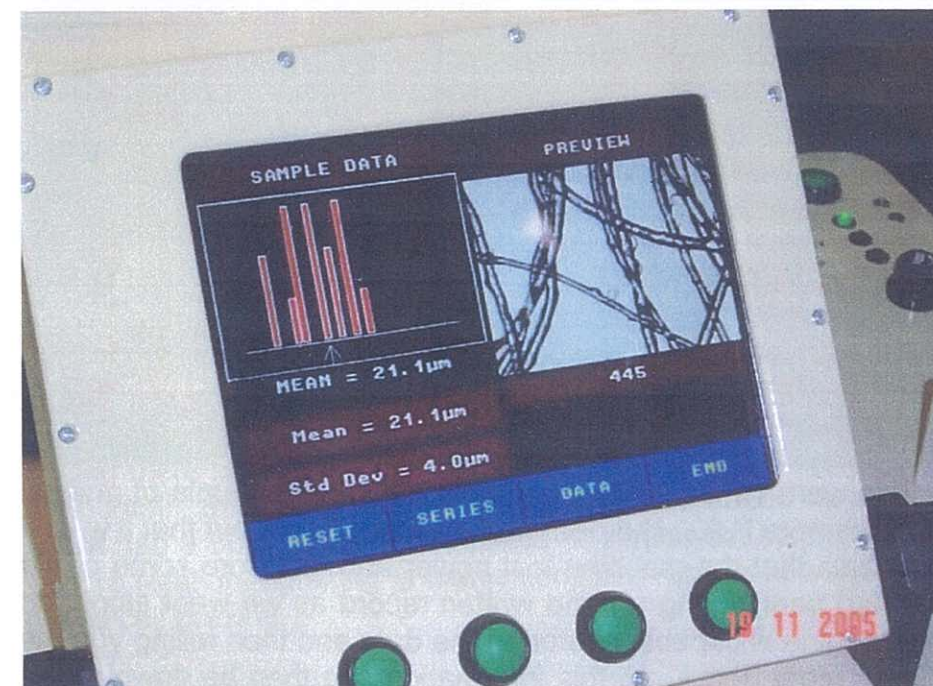 SAMPLE DATA
PREVIEW
MEAN = 21.1µm
445
Mean = 21.1µm
Std Dev = 4.0µm
RESET
SERIES
DATA
END
19 11 2005